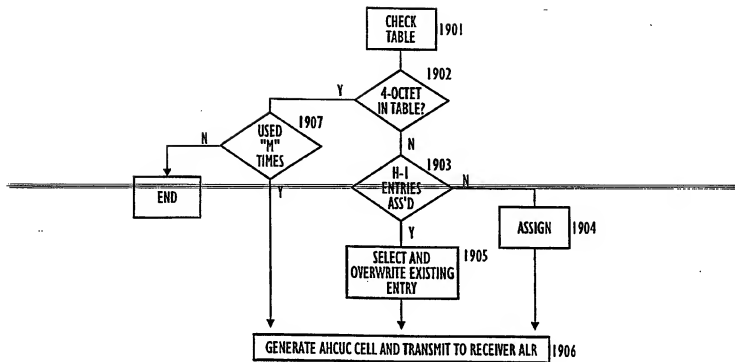 CHECK
TABLE
1901
1902
4-OCTET
IN TABLE?
Y
N
1907
USED
"M"
TIMES
N
Y
END
1903
H-1
ENTRIES
ASS'D
N
Y
ASSIGN
1904
SELECT AND
OVERWRITE EXISTING
ENTRY
1905
GENERATE AHCUC CELL AND TRANSMIT TO RECEIVER ALR
1906